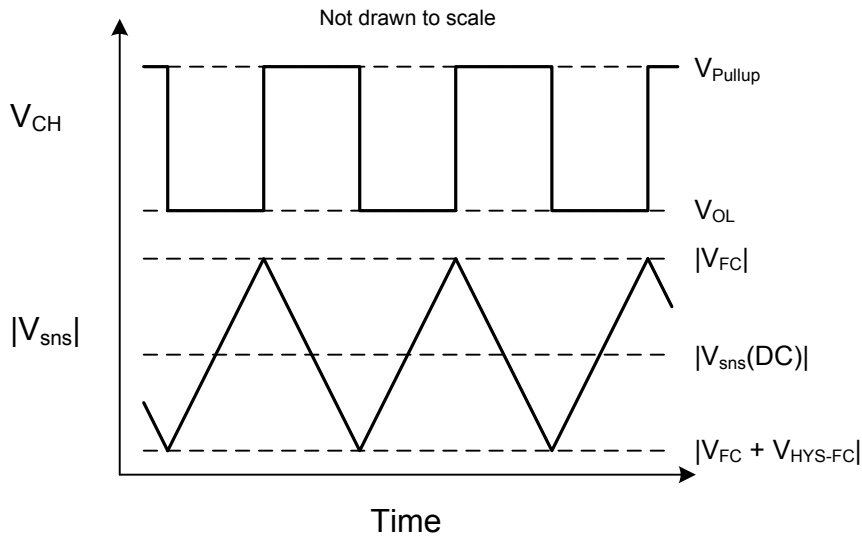 Not drawn to scale
V_Pullup
V_CH
V_OL
|V_FC|
|V_sns|
|V_sns(DC)|
|V_FC + V_HYS-FC|
Time